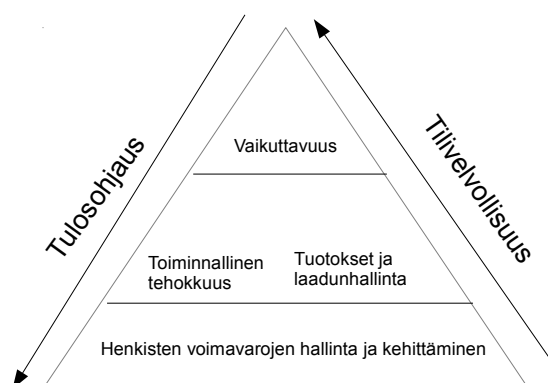 Tulosohjaus
Tilivelvollisuus
Vaikuttavuus
Toiminnallinen
tehokkuus
Tuotokset ja
laadunhallinta
Henkisten voimavarojen hallinta ja kehittäminen